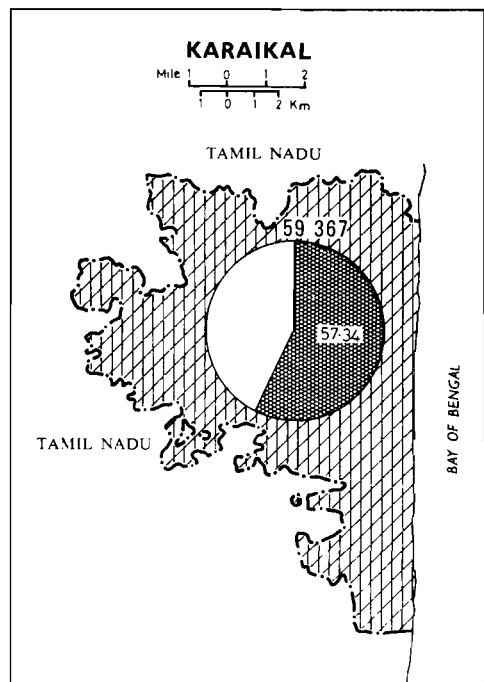 KARAIKAL
Mile 1 0 1 2
1 0 1 2 Km
TAMIL NADU
59 367
57·34
BAY OF BENGAL
TAMIL NADU